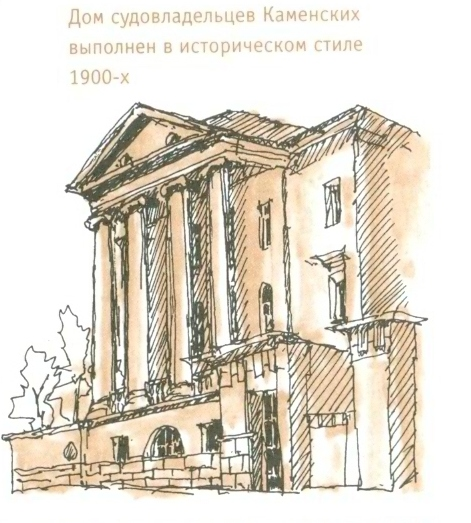 Дом судовладельцев Каменских
выполнен в историческом стиле
1900-х